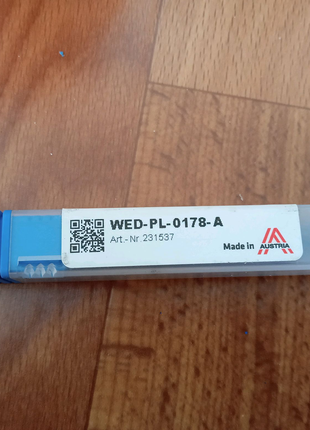 WED-PL-0178-A
Art.-Nr.231537
Made in AUSTRIA